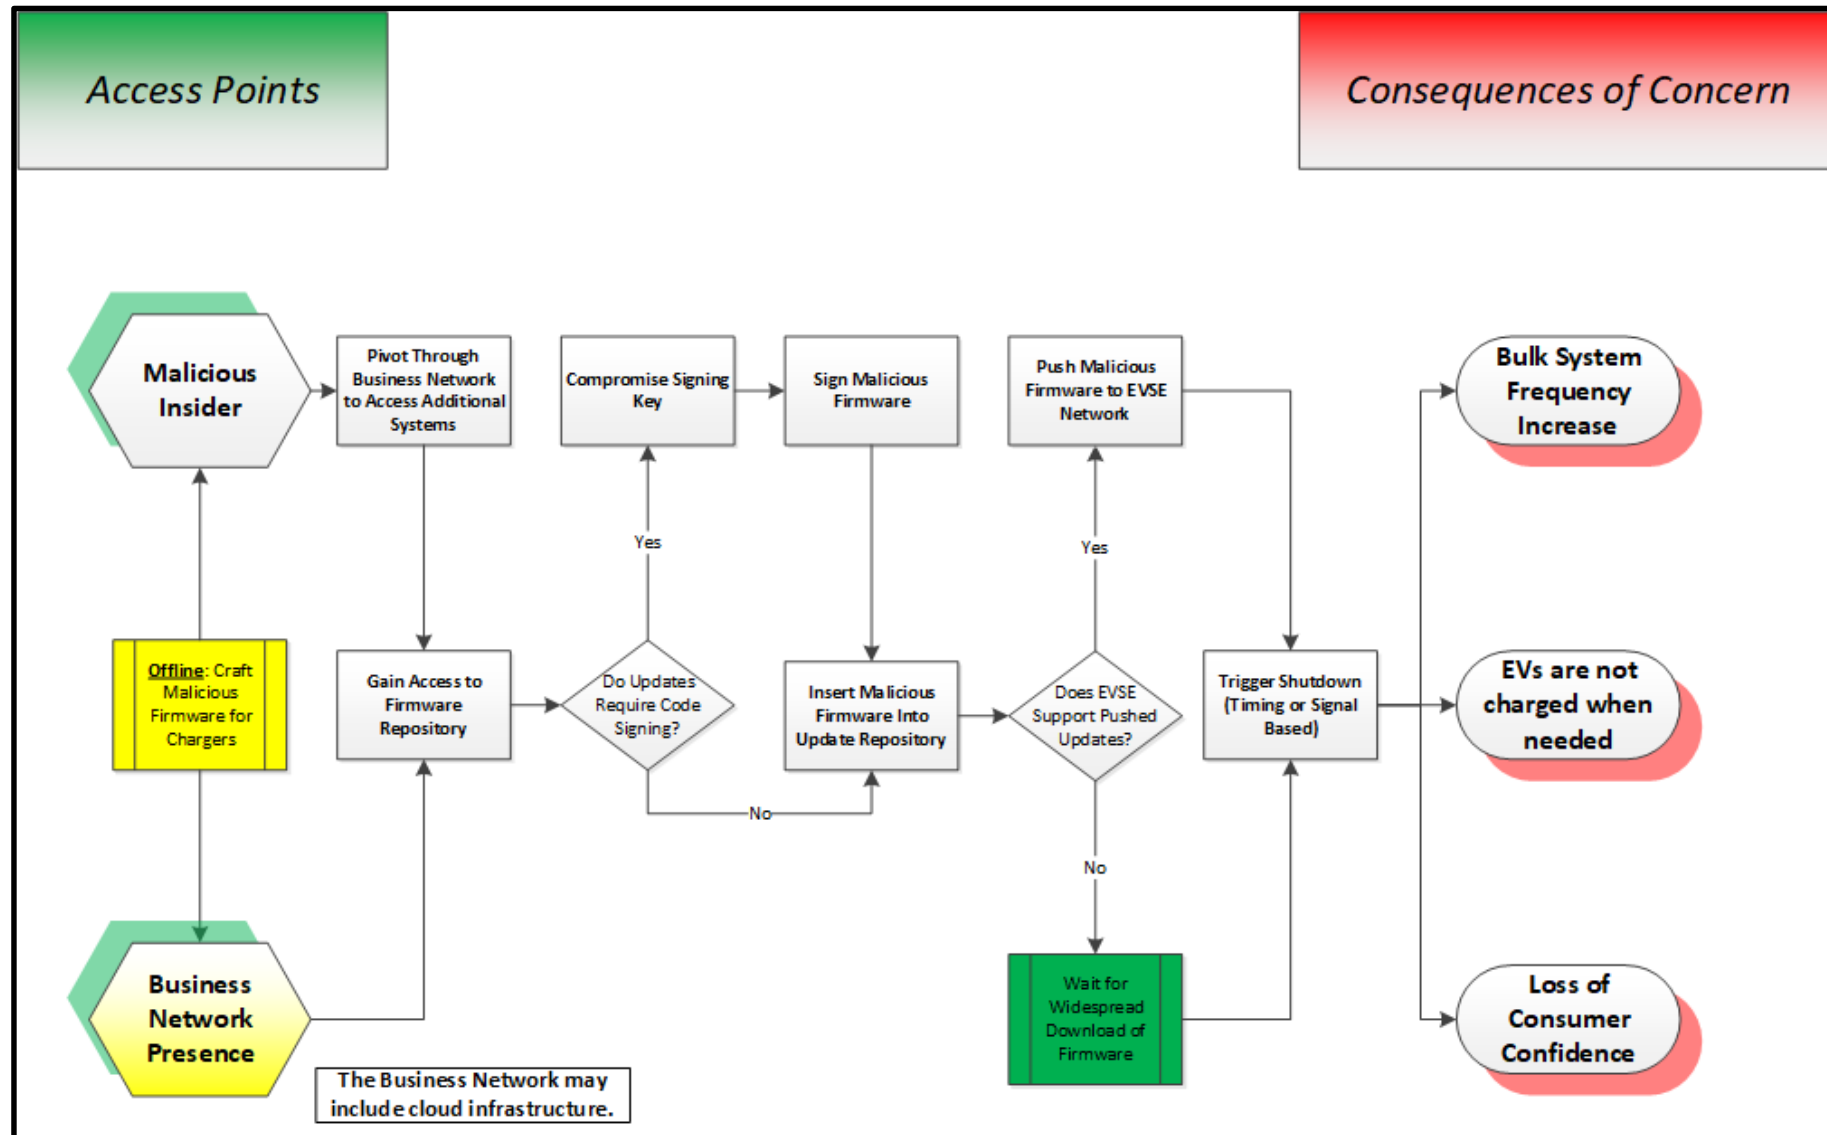 Access Points
Consequences of Concern
Malicious
Insider
Pivot Through
Business Network
to Access Additional
Systems
Compromise Signing
Key
Sign Malicious
Firmware
Push Malicious
Firmware to EVSE
Network
Bulk System
Frequency
Increase
Yes
Yes
Offline: Craft
Malicious
Firmware for
Chargers
Gain Access to
Firmware
Repository
Do Updates
Require Code
Signing?
Insert Malicious
Firmware Into
Update Repository
Does EVSE
Support Pushed
Updates?
Trigger Shutdown
(Timing or Signal
Based)
EVs are not
charged when
needed
No
No
Business
Network
Presence
Wait for
Widespread
Download of
Firmware
Loss of
Consumer
Confidence
The Business Network may
include cloud infrastructure.